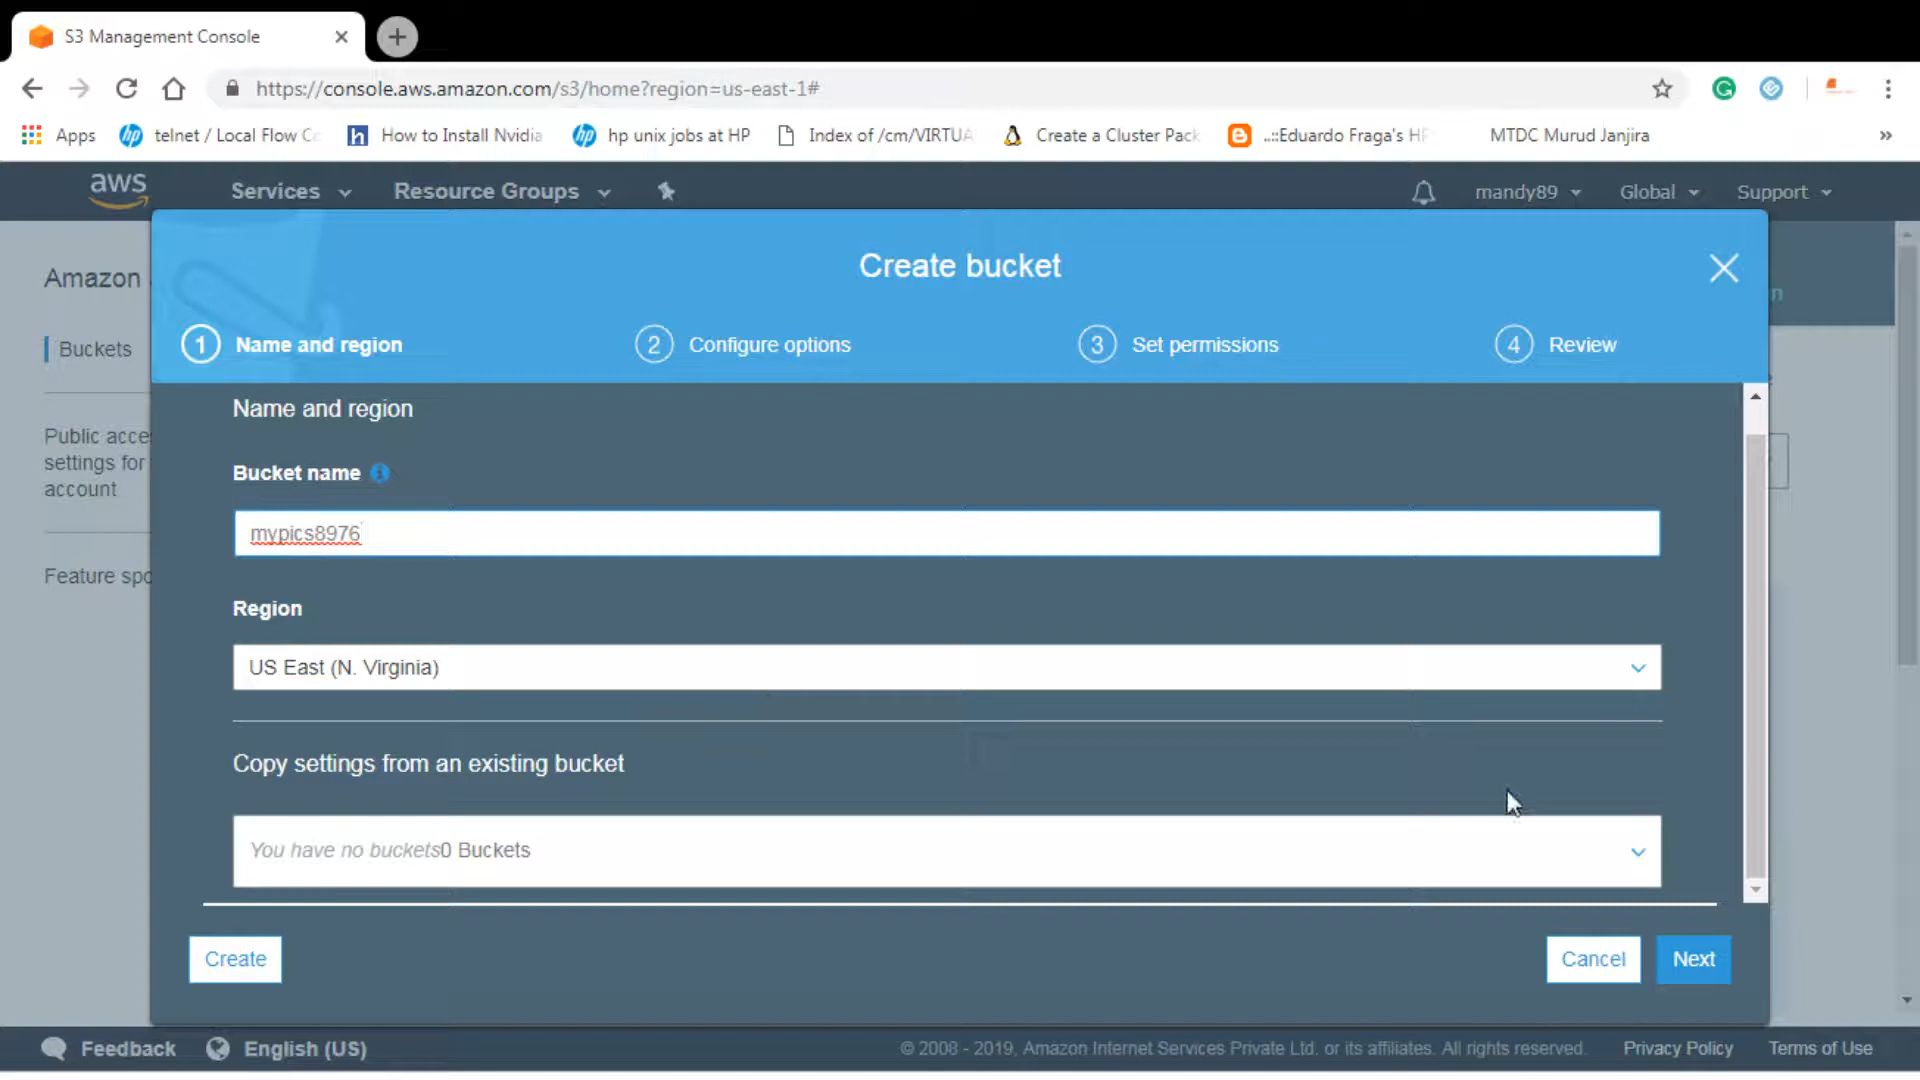 S3 Management Console
https://console.aws.amazon.com/s3/home?region=us-east-1#
Apps telnet / Local Flow Co How to Install Nvidia hp unix jobs at HP Index of /cm/VIRTUA Create a Cluster Pack ..::Eduardo Fraga's HP MTDC Murud Janjira »
aws Services Resource Groups mandy89 Global Support
Create bucket
Amazon
1 Name and region 2 Configure options 3 Set permissions 4 Review
Buckets
Name and region
Public acce
settings for
account
Bucket name
mypics8976
Feature spo
Region
US East (N. Virginia)
Copy settings from an existing bucket
You have no buckets0 Buckets
Create Cancel Next
Feedback English (US) © 2008 - 2019, Amazon Internet Services Private Ltd. or its affiliates. All rights reserved. Privacy Policy Terms of Use